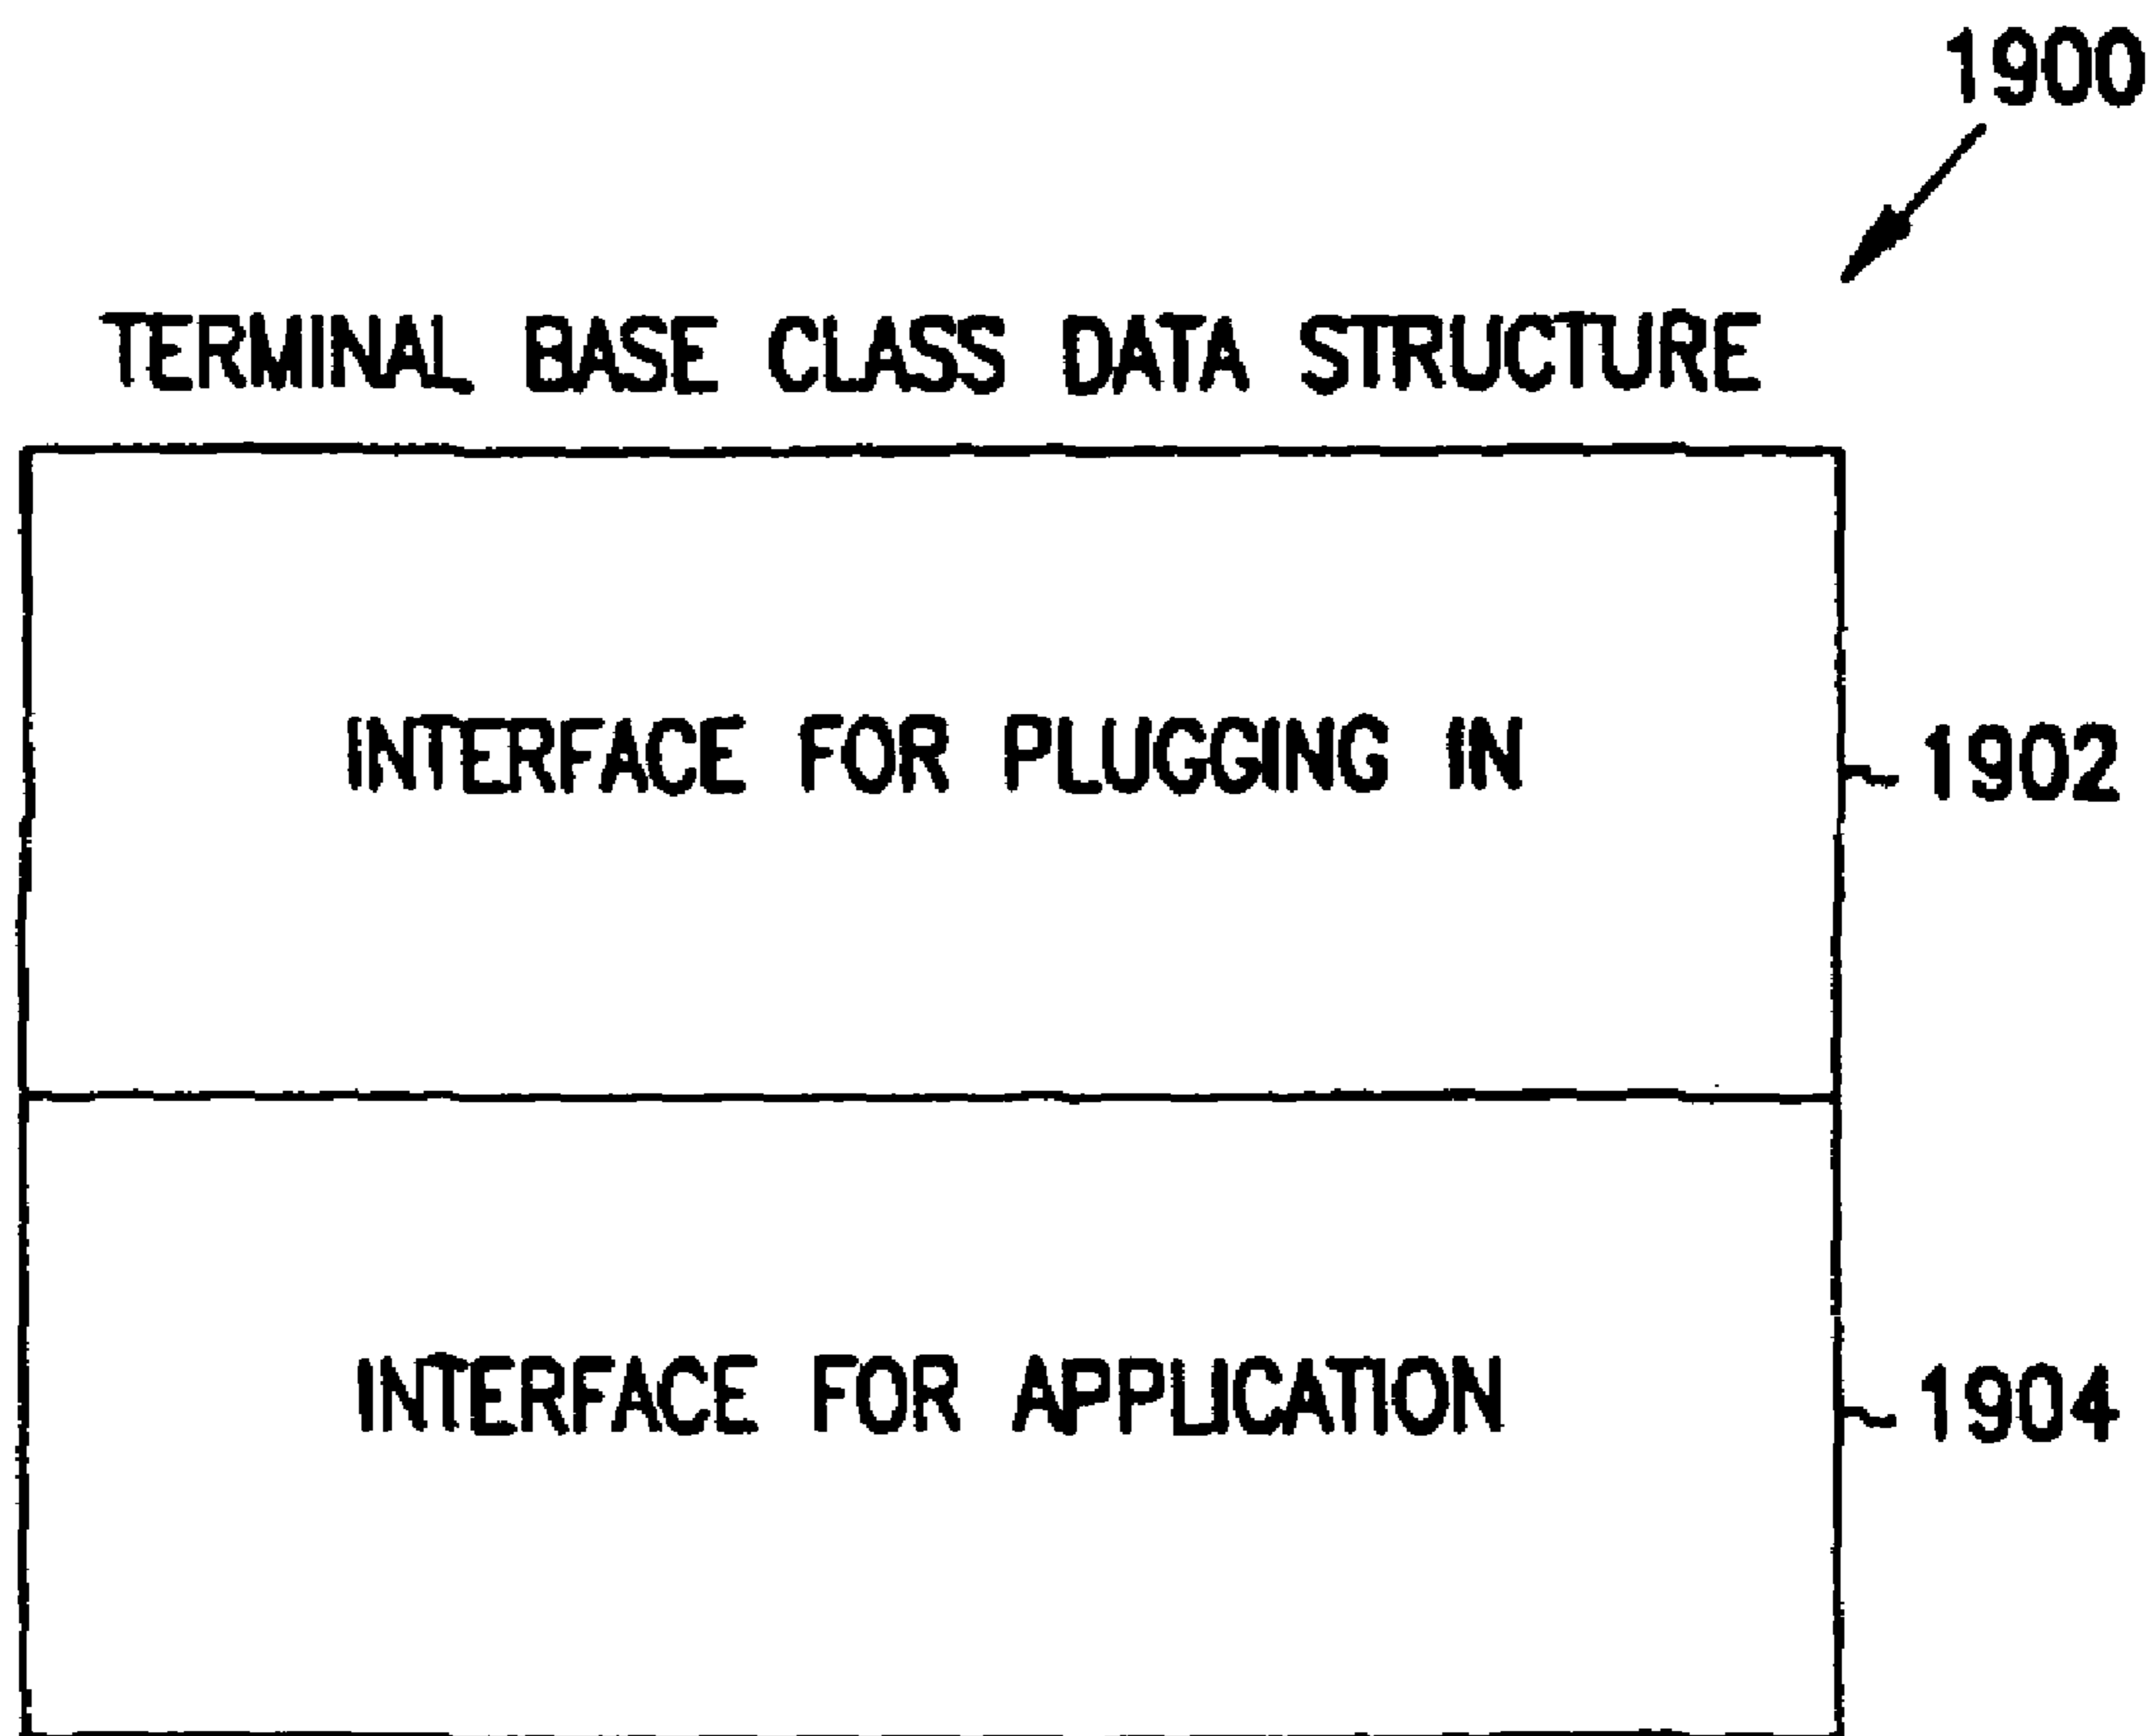 1900
TERMINAL BASE CLASS DATA STRUCTURE
INTERFACE FOR PLUGGING IN
1902
INTERFACE FOR APPLICATION
1904